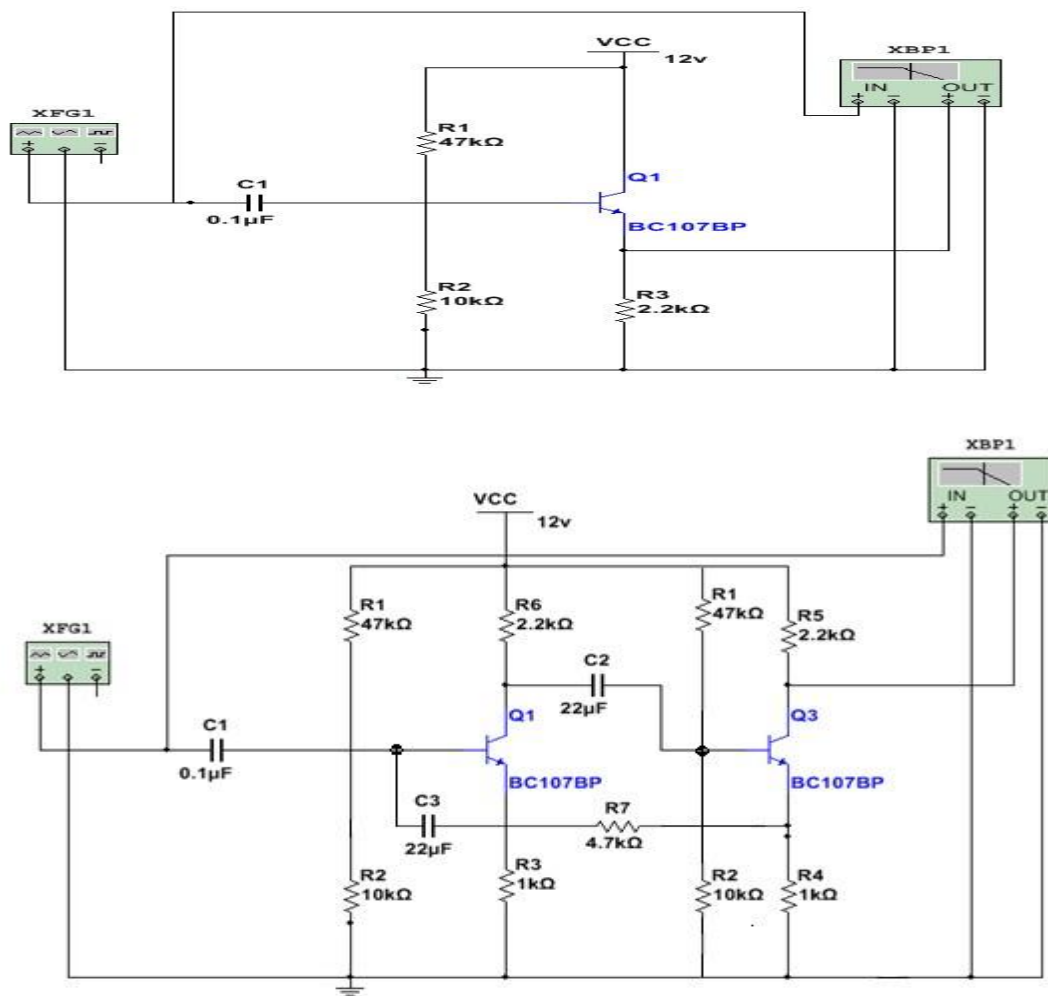 VCC
12v
XBP1
IN OUT
+ − + −
XFG1
+ −
R1
47kΩ
C1
0.1µF
Q1
BC107BP
R2
10kΩ
R3
2.2kΩ
XBP1
IN OUT
+ − + −
VCC
12v
XFG1
+ −
R1
47kΩ
R6
2.2kΩ
R1
47kΩ
R5
2.2kΩ
C2
22µF
C1
0.1µF
Q1
BC107BP
Q3
BC107BP
C3
22µF
R7
4.7kΩ
R2
10kΩ
R3
1kΩ
R2
10kΩ
R4
1kΩ